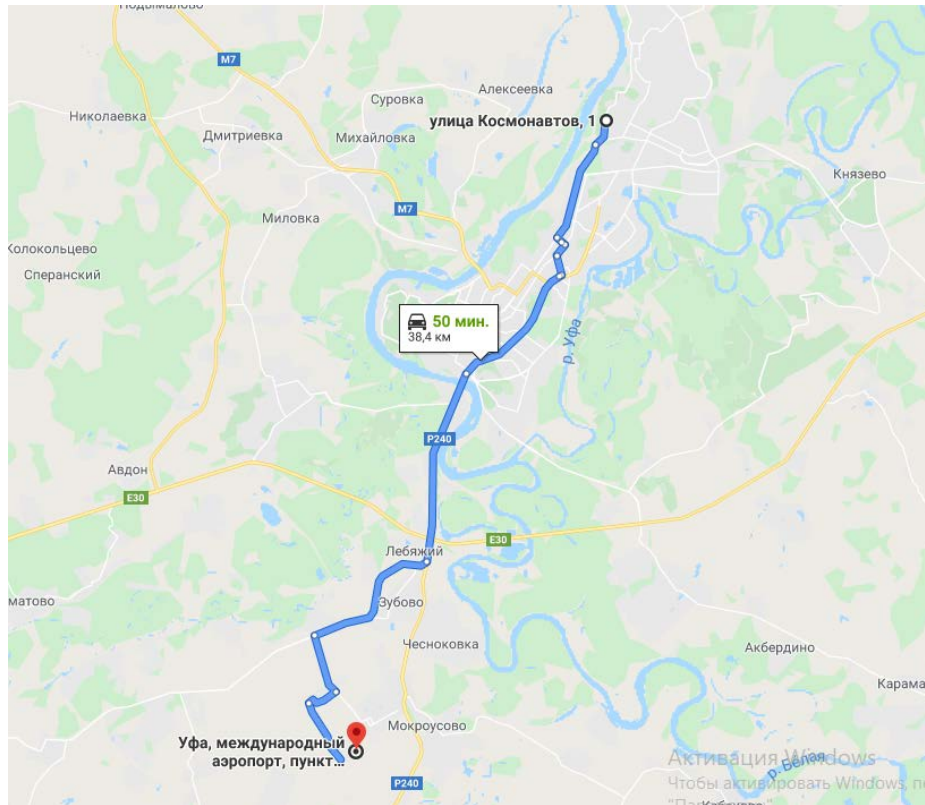 Подымалово
М7
Алексеевка
Суровка
улица Космонавтов, 1
Николаевка
Дмитриевка
Михайловка
Князево
М7
Миловка
Колокольцево
Сперанский
50 мин.
38,4 км
р. Уфа
Р240
Авдон
Е30
Е30
Лебяжий
матово
Зубово
Чесноковка
Акбердино
Карама
Мокроусово
Уфа, международный
аэропорт, пункт...
Активация Windows
р. Белая
Чтобы активировать Windows, п
Р240
"Па